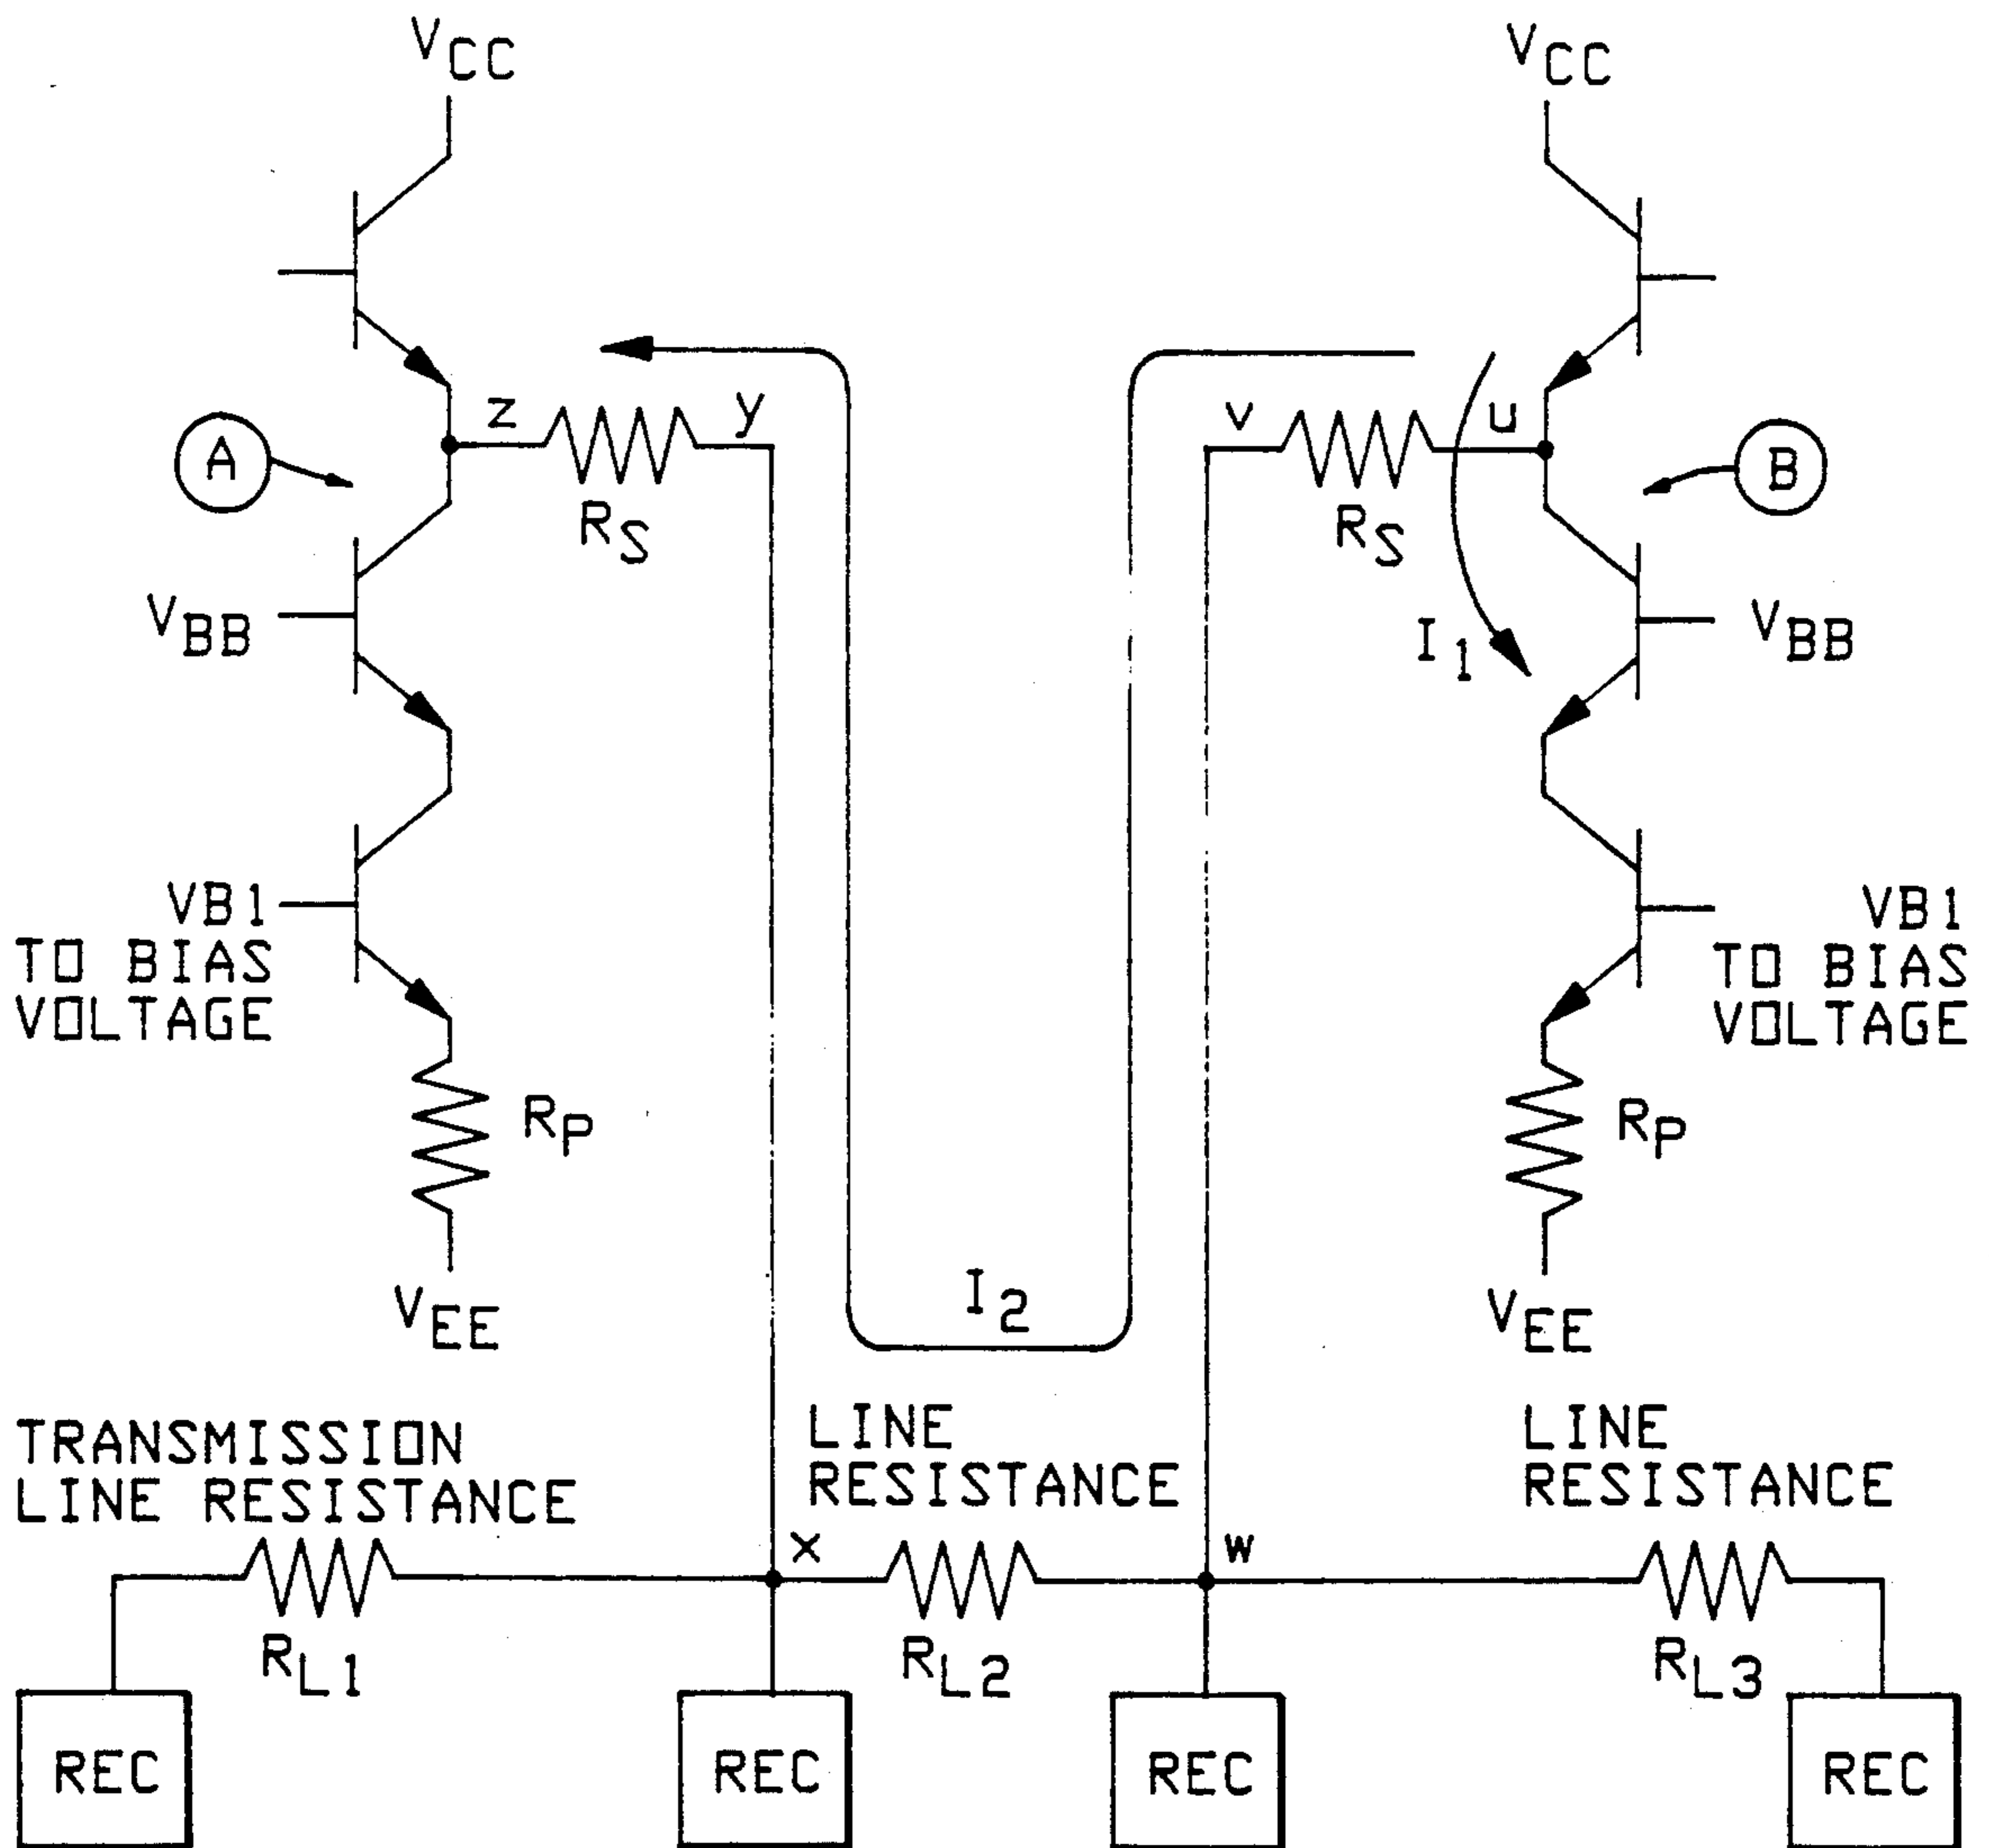 VCC
VCC
z
y
v
u
A
B
RS
RS
VBB
I1
VBB
VB1
TO BIAS
VOLTAGE
VB1
TO BIAS
VOLTAGE
RP
RP
I2
VEE
VEE
TRANSMISSION
LINE RESISTANCE
LINE
RESISTANCE
LINE
RESISTANCE
x
w
RL1
RL2
RL3
REC
REC
REC
REC